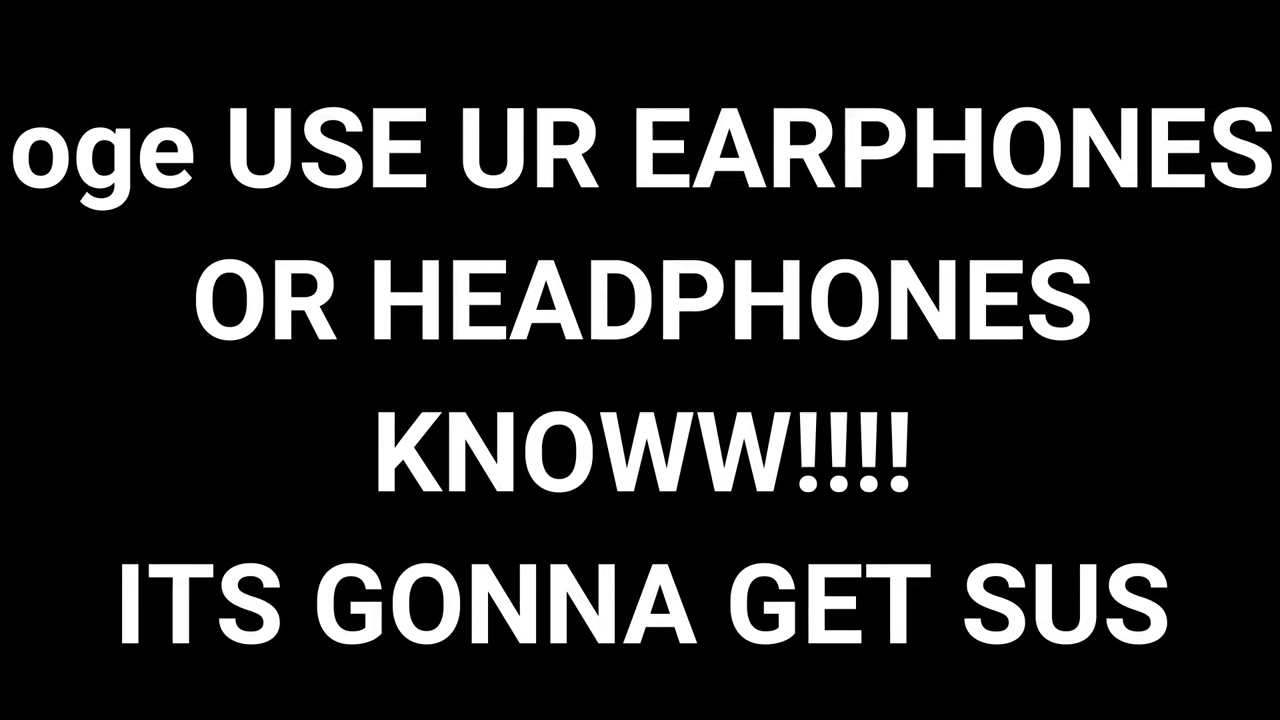 oge USE UR EARPHONES
OR HEADPHONES
KNOWW!!!!
ITS GONNA GET SUS